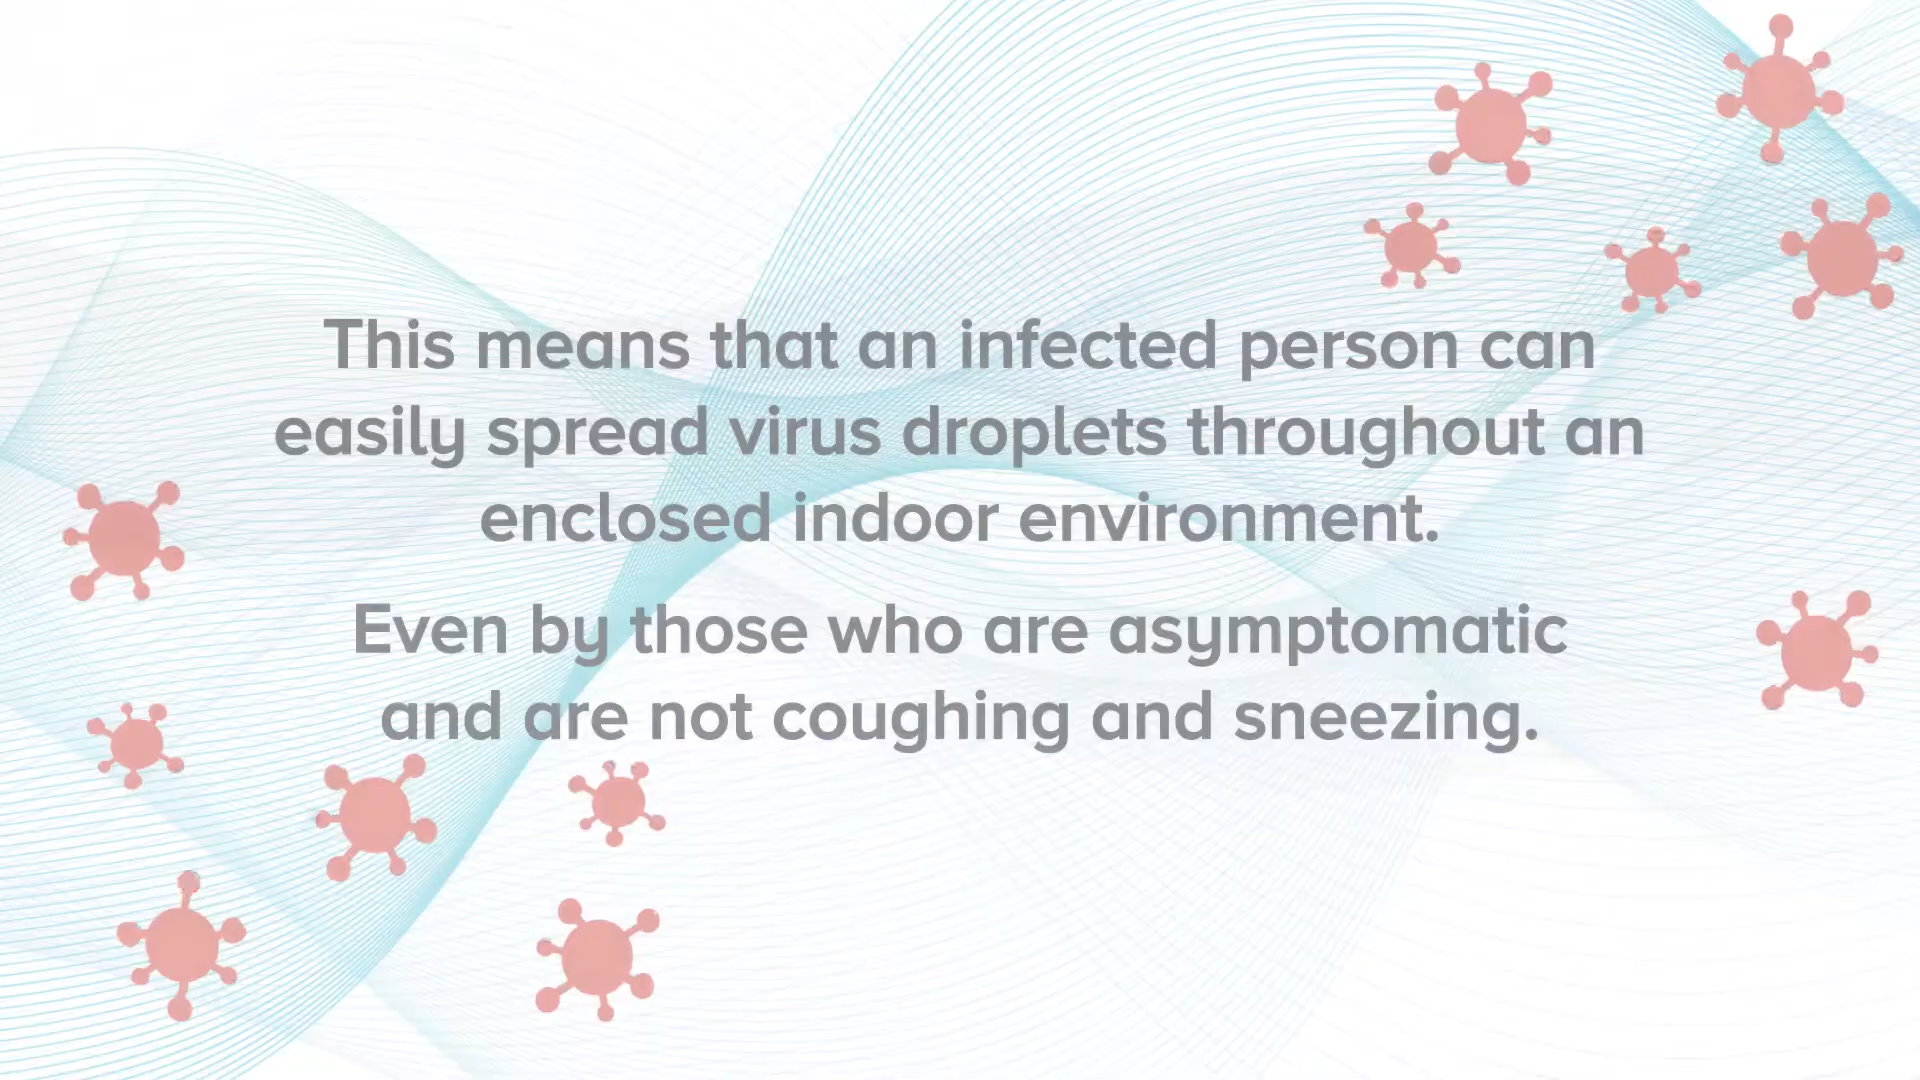 This means that an infected person can
easily spread virus droplets throughout an
enclosed indoor environment.
Even by those who are asymptomatic
and are not coughing and sneezing.